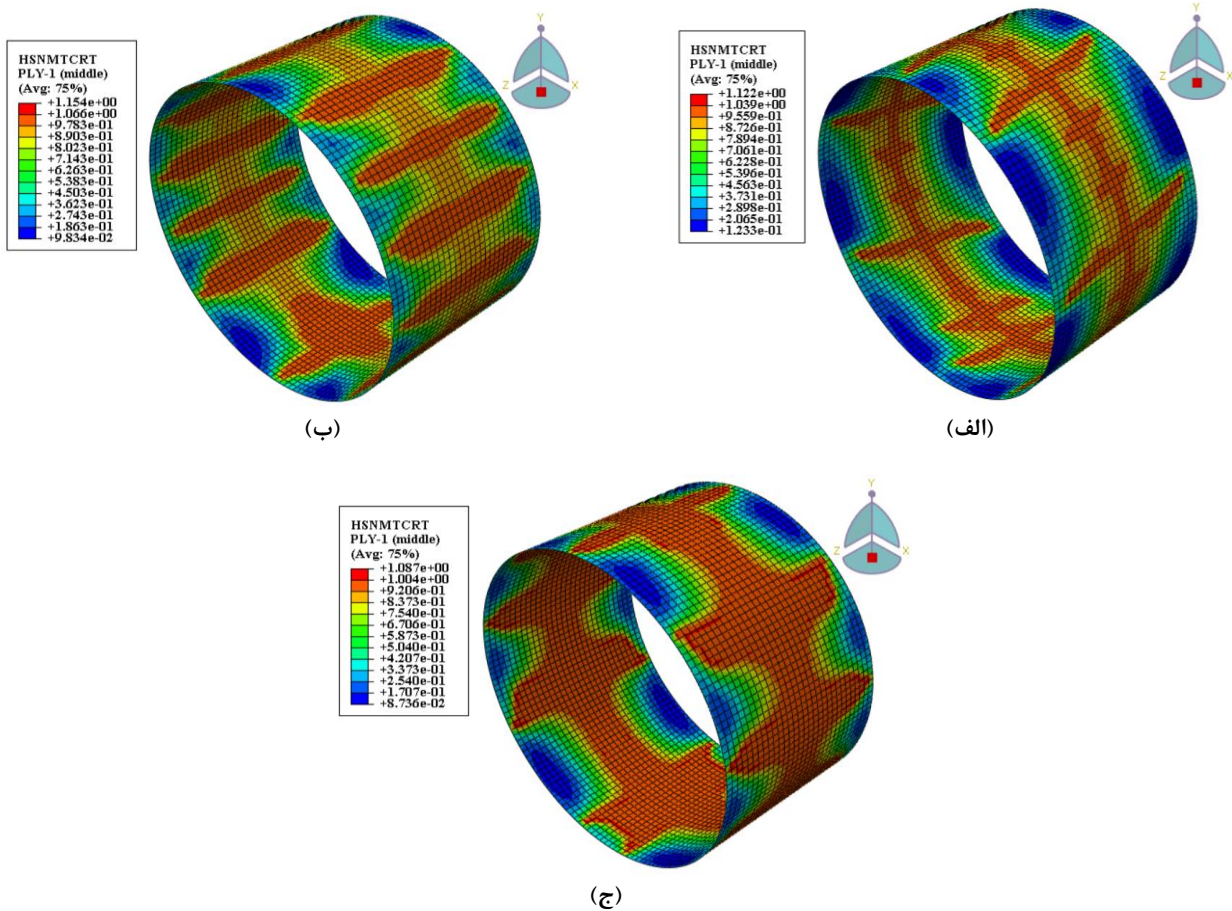 HSNMTCRT
PLY-1 (middle)
(Avg: 75%)
+1.122e+00
+1.039e+00
+9.559e-01
+8.726e-01
+7.894e-01
+7.061e-01
+6.228e-01
+5.396e-01
+4.563e-01
+3.731e-01
+2.898e-01
+2.065e-01
+1.233e-01
Y
Z
X
(الف)
HSNMTCRT
PLY-1 (middle)
(Avg: 75%)
+1.154e+00
+1.066e+00
+9.783e-01
+8.903e-01
+8.023e-01
+7.143e-01
+6.263e-01
+5.383e-01
+4.503e-01
+3.623e-01
+2.743e-01
+1.863e-01
+9.834e-02
Y
Z
X
(ب)
HSNMTCRT
PLY-1 (middle)
(Avg: 75%)
+1.087e+00
+1.004e+00
+9.206e-01
+8.373e-01
+7.540e-01
+6.706e-01
+5.873e-01
+5.040e-01
+4.207e-01
+3.373e-01
+2.540e-01
+1.707e-01
+8.736e-02
Y
Z
X
(ج)